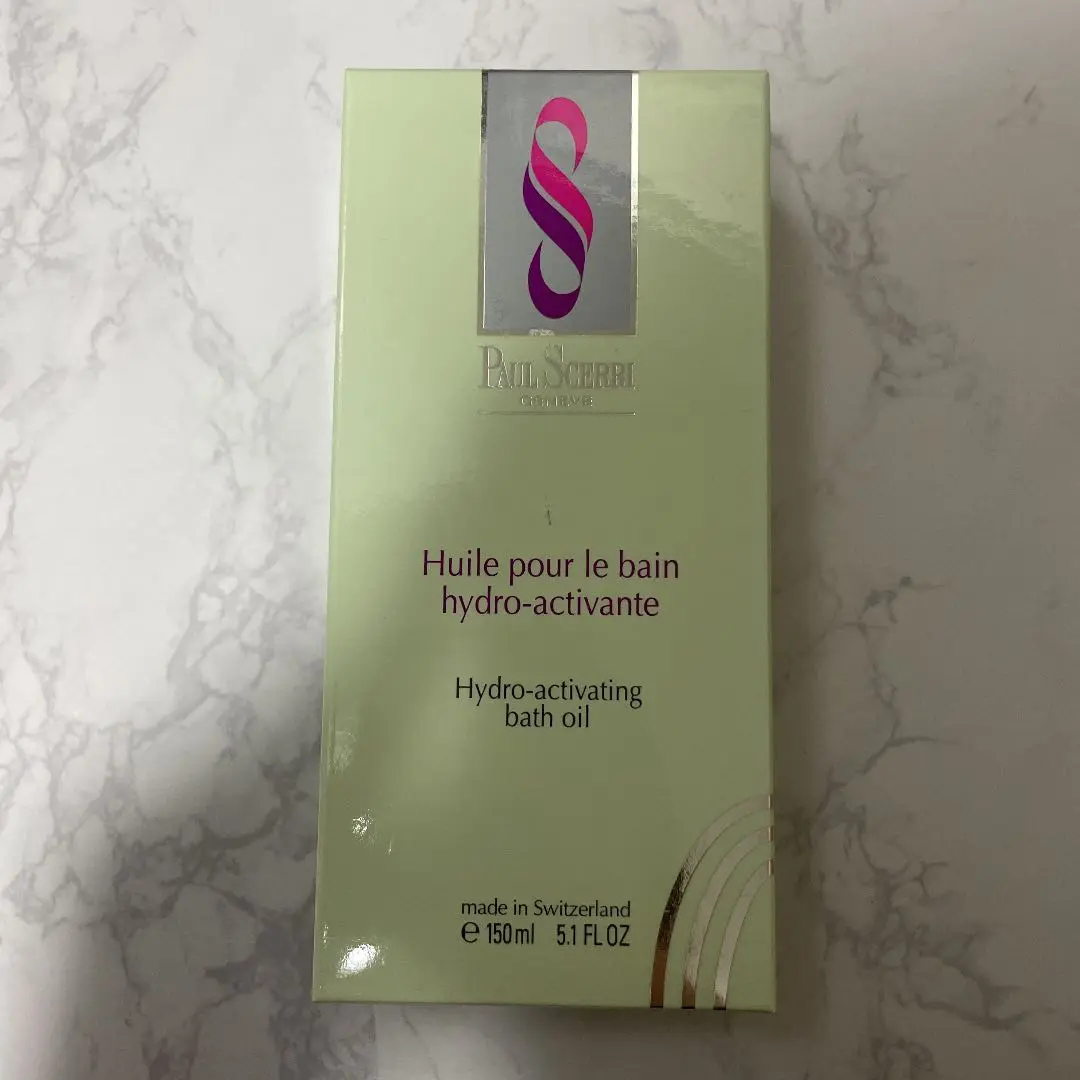 PAUL SCERRI
GENEVE
Huile pour le bain
hydro-activante
Hydro-activating
bath oil
made in Switzerland
e 150ml 5.1 FL OZ